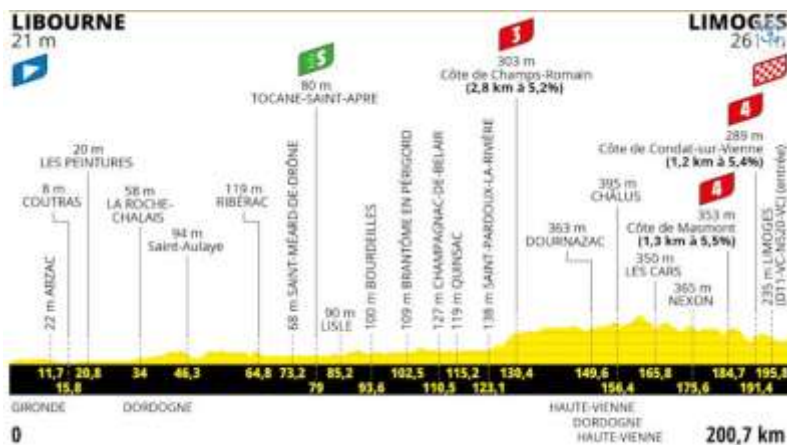 LIBOURNE
21 m
LIMOGES
S
80 m
TOCANE-SAINT-APRE
3
303 m
Côte de Champs-Romain
(2,8 km à 5,2%)
4
289 m
Côte de Condat-sur-Vienne
(1,2 km à 5,4%)
4
353 m
Côte de Masmont
(1,3 km à 5,5%)
20 m
LES PEINTURES
8 m
COUTRAS
58 m
LA ROCHE-
CHALAIS
119 m
RIBÉRAC
94 m
Saint-Aulaye
22 m ABZAC
68 m SAINT-MÉARD-DE-DRÔNE
90 m
LISLE
100 m BOURDEILLES
109 m BRANTÔME EN PÉRIGORD
127 m CHAMPAGNAC-DE-BELAIR
119 m QUINSAC
138 m SAINT-PARDOUX-LA-RIVIÈRE
363 m
DOURNAZAC
395 m
CHÂLUS
350 m
LES CARS
365 m
NEXON
235 m LIMOGES
(D11-VC-N520-VC) (entrée)
11,7 20,8 34 46,3 64,8 73,2 85,2 102,5 115,2 130,4 149,6 165,8 184,7 195,8
15,8 79 93,6 110,5 123,1 156,4 175,6 191,4
GIRONDE DORDOGNE HAUTE-VIENNE
DORDOGNE
HAUTE-VIENNE
0 200,7 km